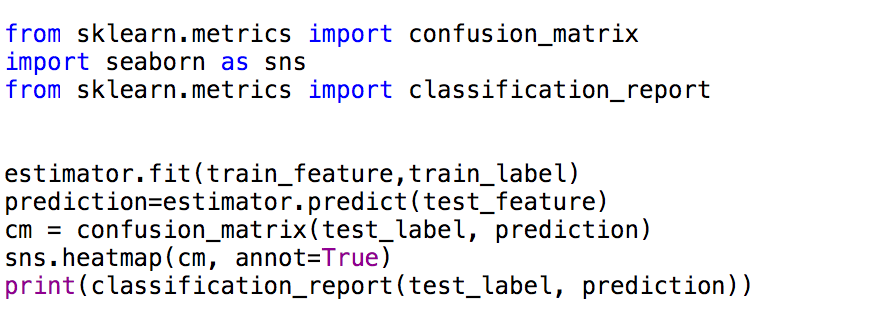 from sklearn.metrics import confusion_matrix
import seaborn as sns
from sklearn.metrics import classification_report
estimator.fit(train_feature,train_label)
prediction=estimator.predict(test_feature)
cm = confusion_matrix(test_label, prediction)
sns.heatmap(cm, annot=True)
print(classification_report(test_label, prediction))